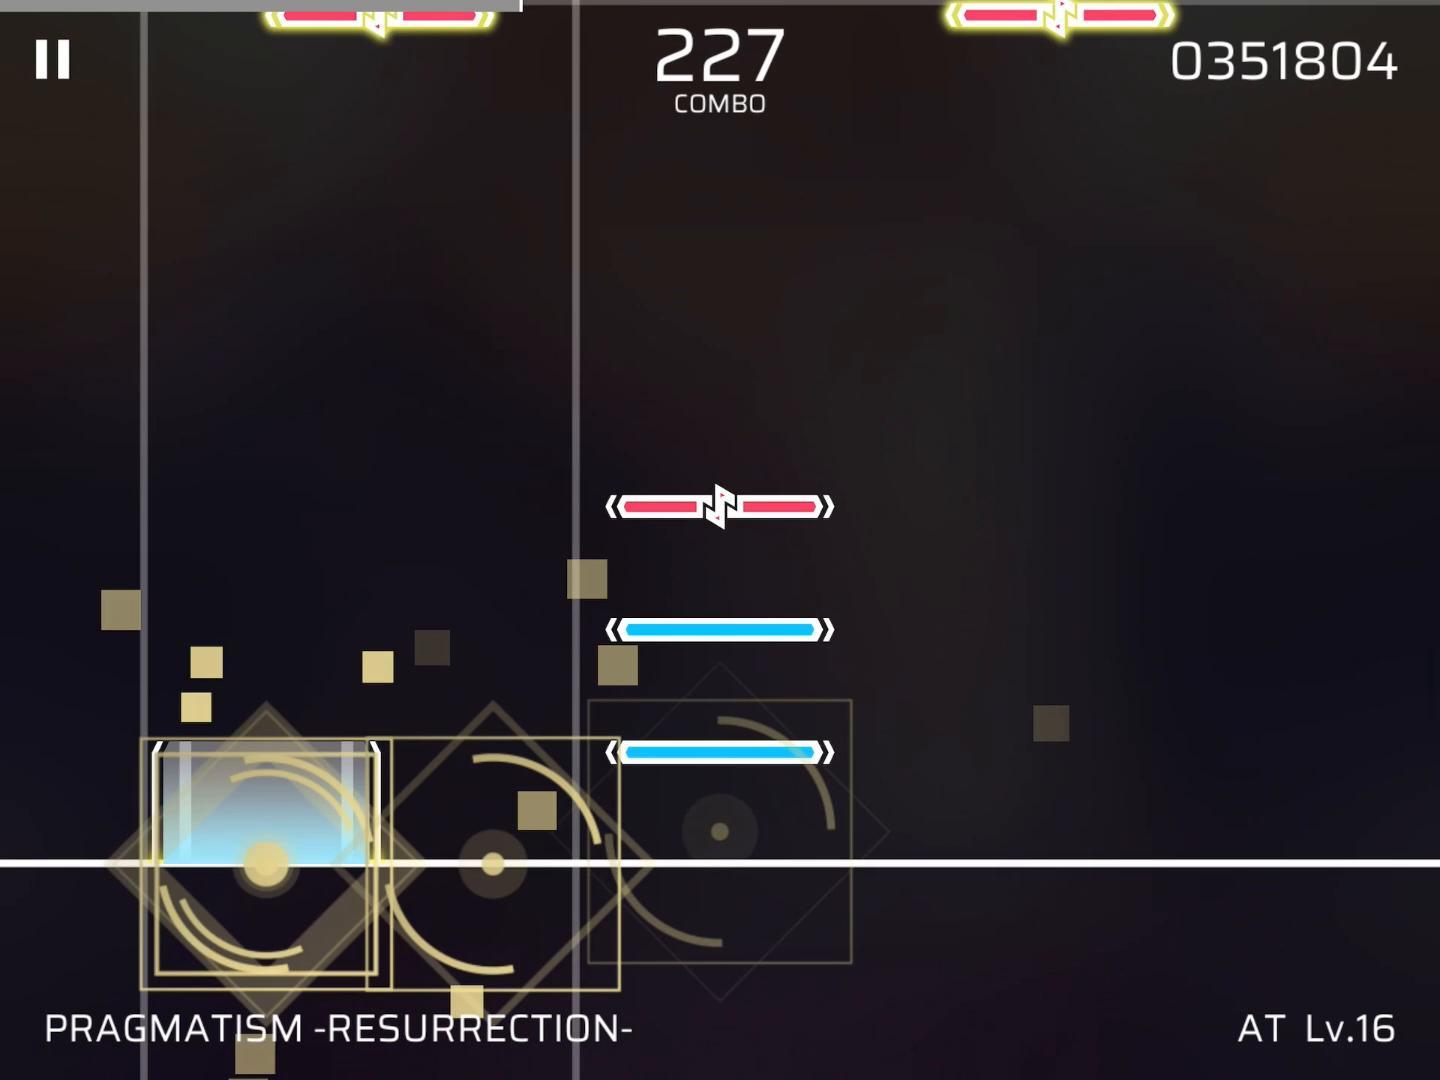 227
COMBO
0351804
PRAGMATISM -RESURRECTION-
AT Lv.16